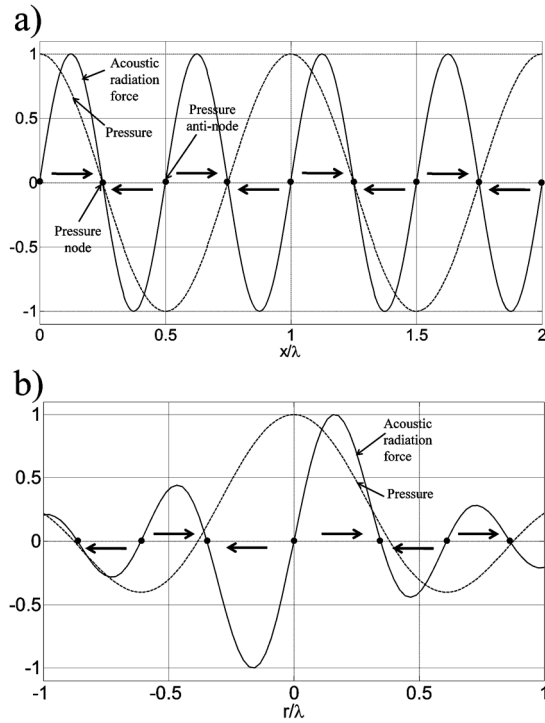 a)
1
Acoustic
radiation
force
Pressure
0.5
Pressure
anti-node
0
Pressure
node
-0.5
-1
0
0.5
1
1.5
2
x/λ
b)
1
Acoustic
radiation
force
Pressure
0.5
0
-0.5
-1
-1
-0.5
0
0.5
1
r/λ